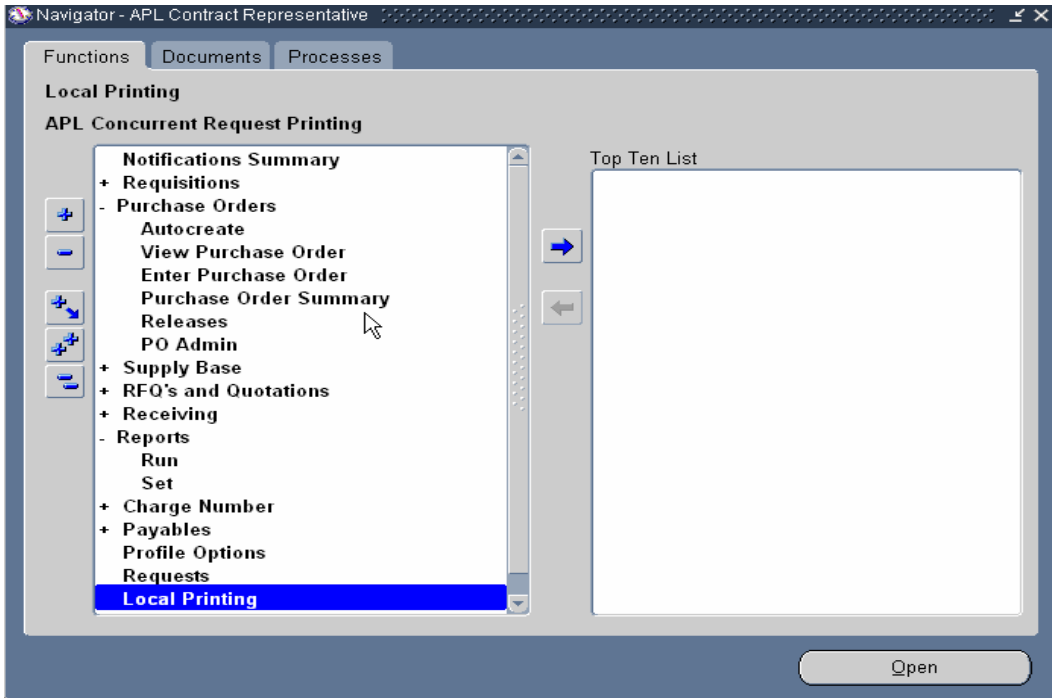 Navigator - APL Contract Representative
Functions Documents Processes
Local Printing
APL Concurrent Request Printing
Notifications Summary
+ Requisitions
- Purchase Orders
Autocreate
View Purchase Order
Enter Purchase Order
Purchase Order Summary
Releases
PO Admin
+ Supply Base
+ RFQ's and Quotations
+ Receiving
- Reports
Run
Set
+ Charge Number
+ Payables
Profile Options
Requests
Local Printing
Top Ten List
Open